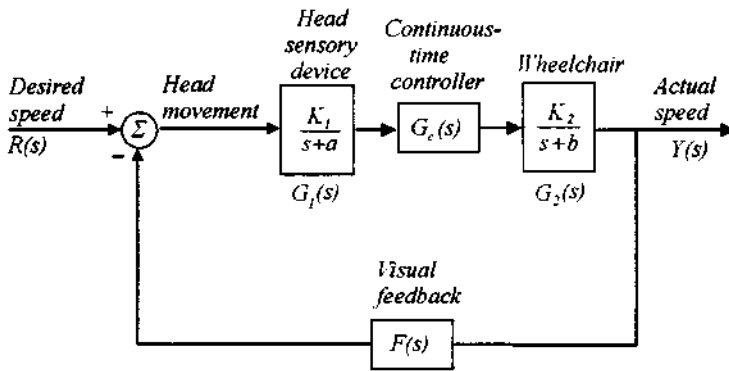 Head
sensory
device
Continuous-
time
controller
Desired
speed
R(s)
+
−
Σ
Head
movement
K₁
s+a
G₁(s)
G_c(s)
Wheelchair
K₂
s+b
G₂(s)
Actual
speed
Y(s)
Visual
feedback
F(s)